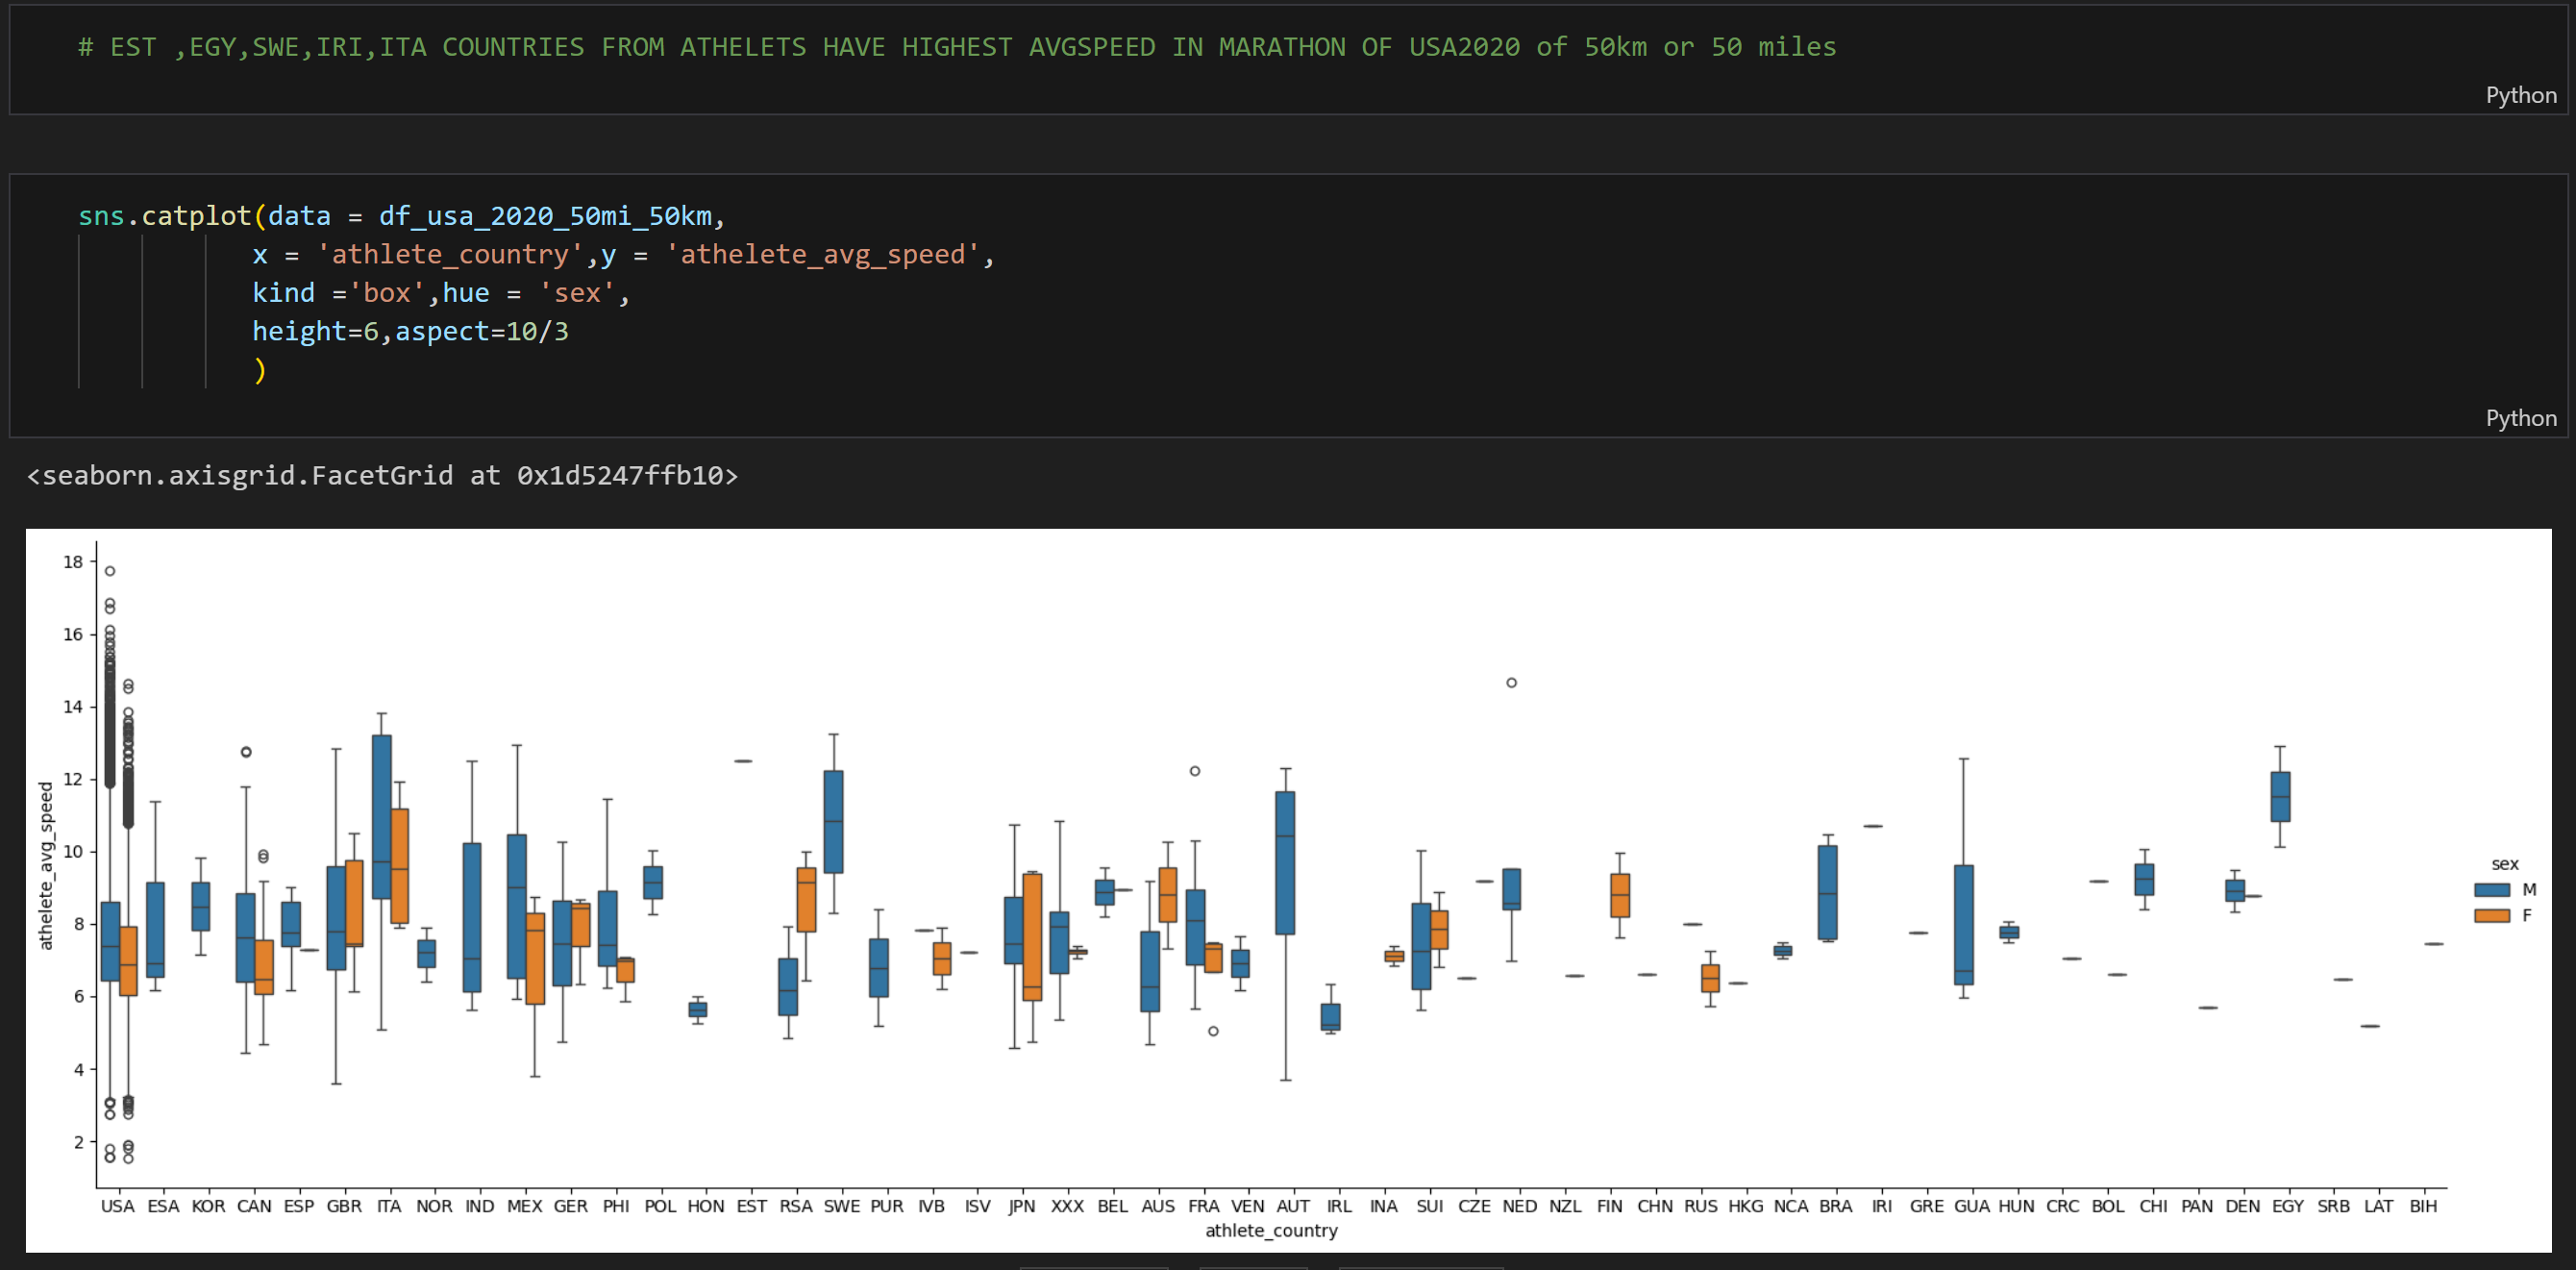 # EST ,EGY,SWE,IRI,ITA COUNTRIES FROM ATHELETS HAVE HIGHEST AVGSPEED IN MARATHON OF USA2020 of 50km or 50 miles
Python
sns.catplot(data = df_usa_2020_50mi_50km,
x = 'athlete_country',y = 'athelete_avg_speed',
kind ='box',hue = 'sex',
height=6,aspect=10/3
)
Python
<seaborn.axisgrid.FacetGrid at 0x1d5247ffb10>
18
16
14
12
10
8
6
4
2
athelete_avg_speed
sex
M
F
USA ESA KOR CAN ESP GBR ITA NOR IND MEX GER PHI POL HON EST RSA SWE PUR IVB ISV JPN XXX BEL AUS FRA VEN AUT IRL INA SUI CZE NED NZL FIN CHN RUS HKG NCA BRA IRI GRE GUA HUN CRC BOL CHI PAN DEN EGY SRB LAT BIH
athlete_country